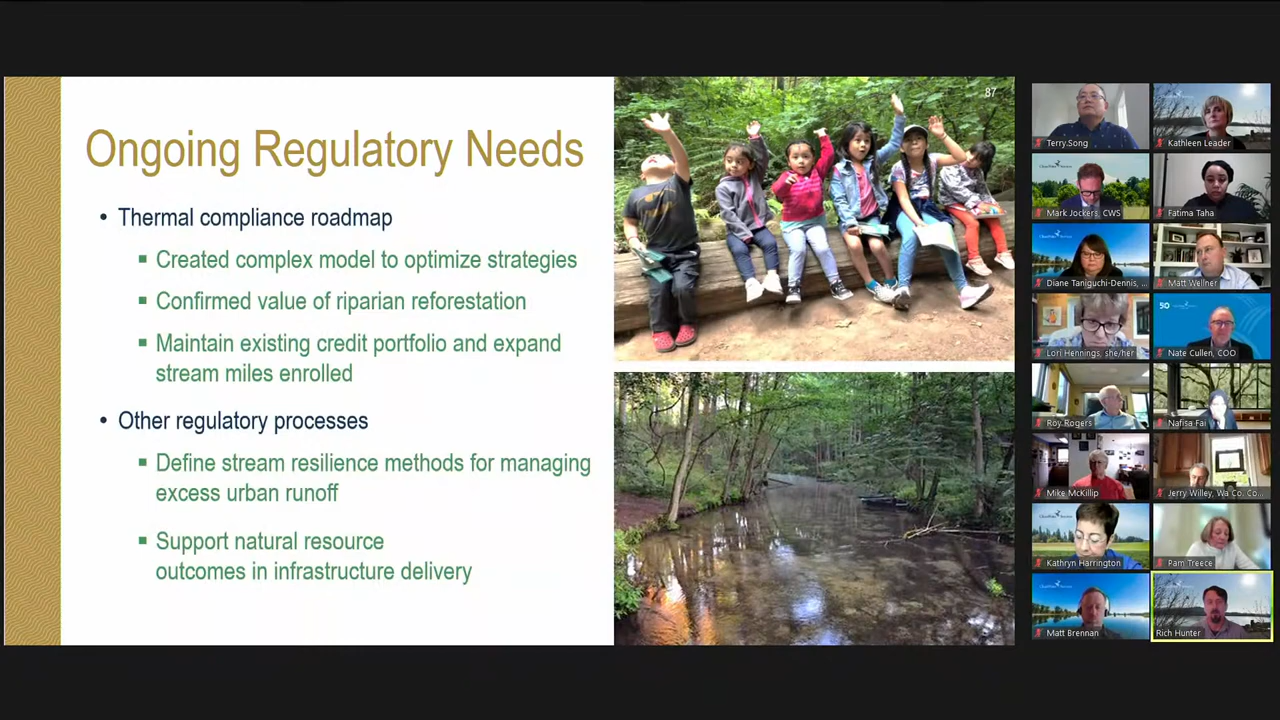 87
Ongoing Regulatory Needs
• Thermal compliance roadmap
▪ Created complex model to optimize strategies
▪ Confirmed value of riparian reforestation
▪ Maintain existing credit portfolio and expand
stream miles enrolled
• Other regulatory processes
▪ Define stream resilience methods for managing
excess urban runoff
▪ Support natural resource
outcomes in infrastructure delivery
Terry.Song
Kathleen Leader
Mark Jockers, CWS
Fatima Taha
Diane Taniguchi-Dennis, ...
Matt Wellner
Lori Hennings, she/her
50
Nate Cullen, COO
Roy Rogers
Nafisa Fai
Mike McKillip
Jerry Willey, Wa Co. Co...
Kathryn Harrington
Pam Treece
Matt Brennan
Rich Hunter